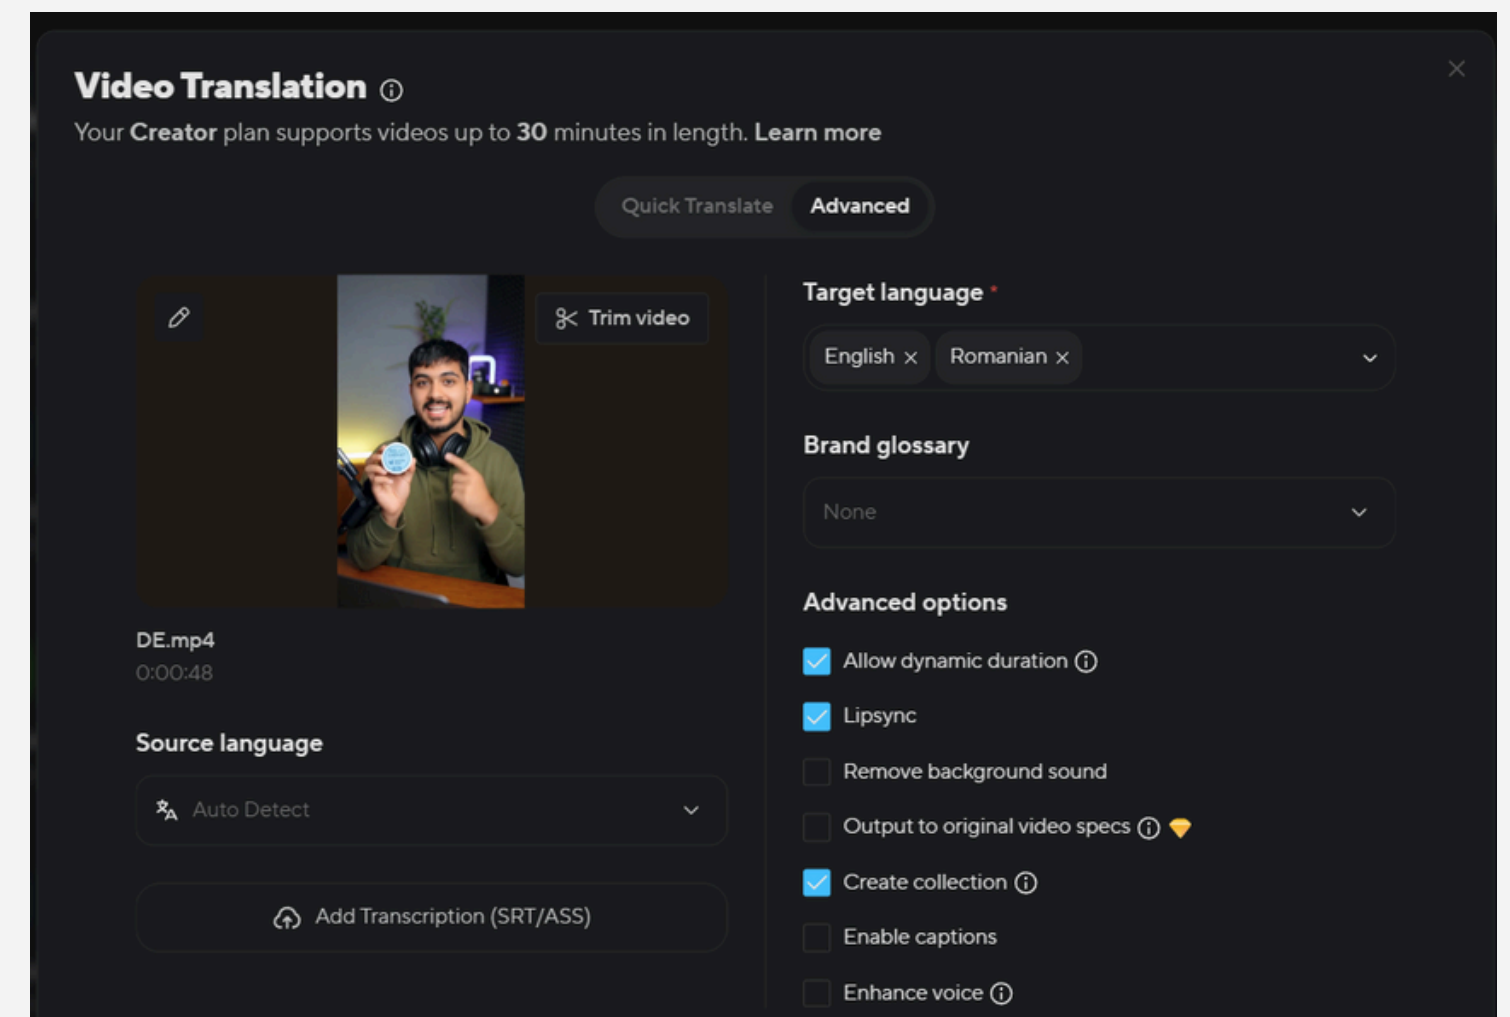 Video Translation
Your Creator plan supports videos up to 30 minutes in length. Learn more
Quick Translate
Advanced
Trim video
DE.mp4
0:00:48
Source language
Auto Detect
Add Transcription (SRT/ASS)
Target language *
English ×
Romanian ×
Brand glossary
None
Advanced options
Allow dynamic duration
Lipsync
Remove background sound
Output to original video specs
Create collection
Enable captions
Enhance voice